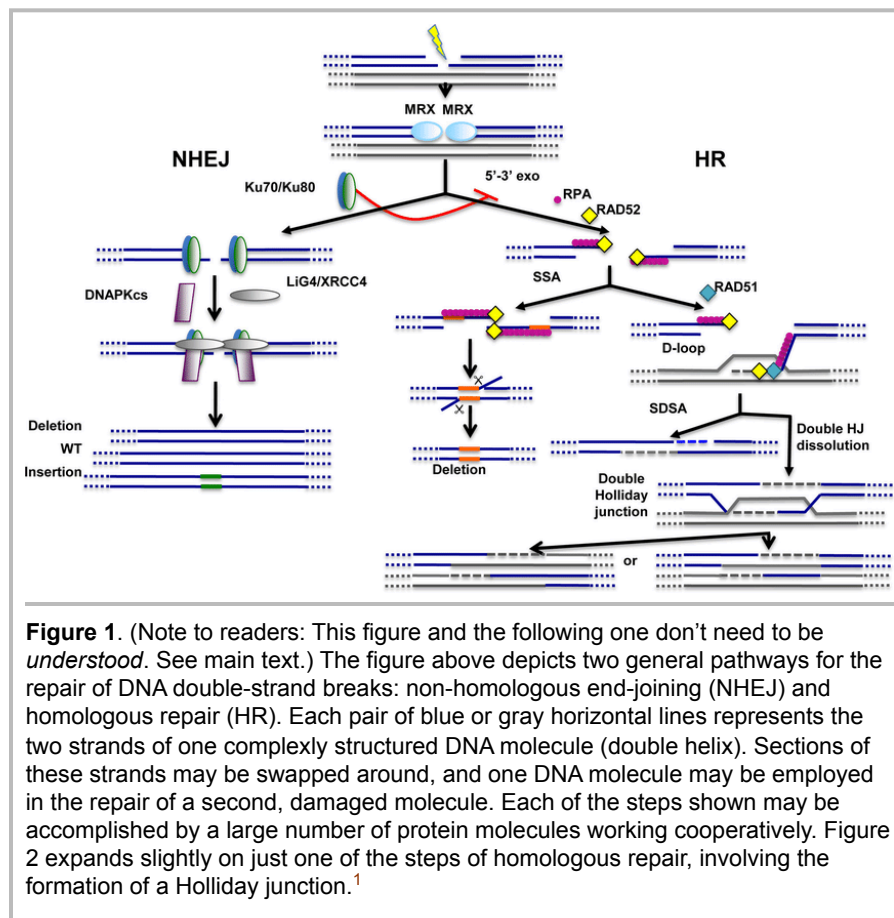 MRX MRX
NHEJ
HR
Ku70/Ku80
5'-3' exo
RPA
RAD52
DNAPKcs
LiG4/XRCC4
SSA
RAD51
D-loop
SDSA
Double HJ
dissolution
Deletion
WT
Insertion
Deletion
Double
Holliday
junction
or
Figure 1. (Note to readers: This figure and the following one don’t need to be
understood. See main text.) The figure above depicts two general pathways for the
repair of DNA double-strand breaks: non-homologous end-joining (NHEJ) and
homologous repair (HR). Each pair of blue or gray horizontal lines represents the
two strands of one complexly structured DNA molecule (double helix). Sections of
these strands may be swapped around, and one DNA molecule may be employed
in the repair of a second, damaged molecule. Each of the steps shown may be
accomplished by a large number of protein molecules working cooperatively. Figure
2 expands slightly on just one of the steps of homologous repair, involving the
formation of a Holliday junction.1